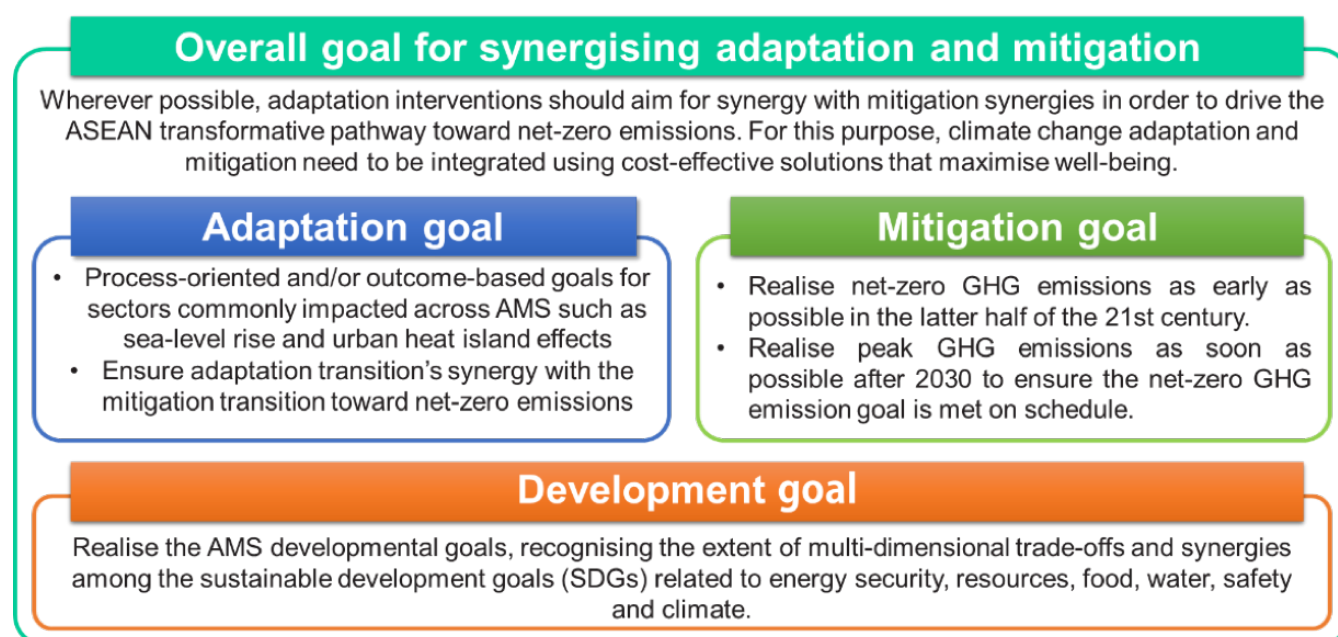 Overall goal for synergising adaptation and mitigation
Wherever possible, adaptation interventions should aim for synergy with mitigation synergies in order to drive the
ASEAN transformative pathway toward net-zero emissions. For this purpose, climate change adaptation and
mitigation need to be integrated using cost-effective solutions that maximise well-being.
Adaptation goal
• Process-oriented and/or outcome-based goals for
sectors commonly impacted across AMS such as
sea-level rise and urban heat island effects
• Ensure adaptation transition's synergy with the
mitigation transition toward net-zero emissions
Mitigation goal
• Realise net-zero GHG emissions as early as
possible in the latter half of the 21st century.
• Realise peak GHG emissions as soon as
possible after 2030 to ensure the net-zero GHG
emission goal is met on schedule.
Development goal
Realise the AMS developmental goals, recognising the extent of multi-dimensional trade-offs and synergies
among the sustainable development goals (SDGs) related to energy security, resources, food, water, safety
and climate.